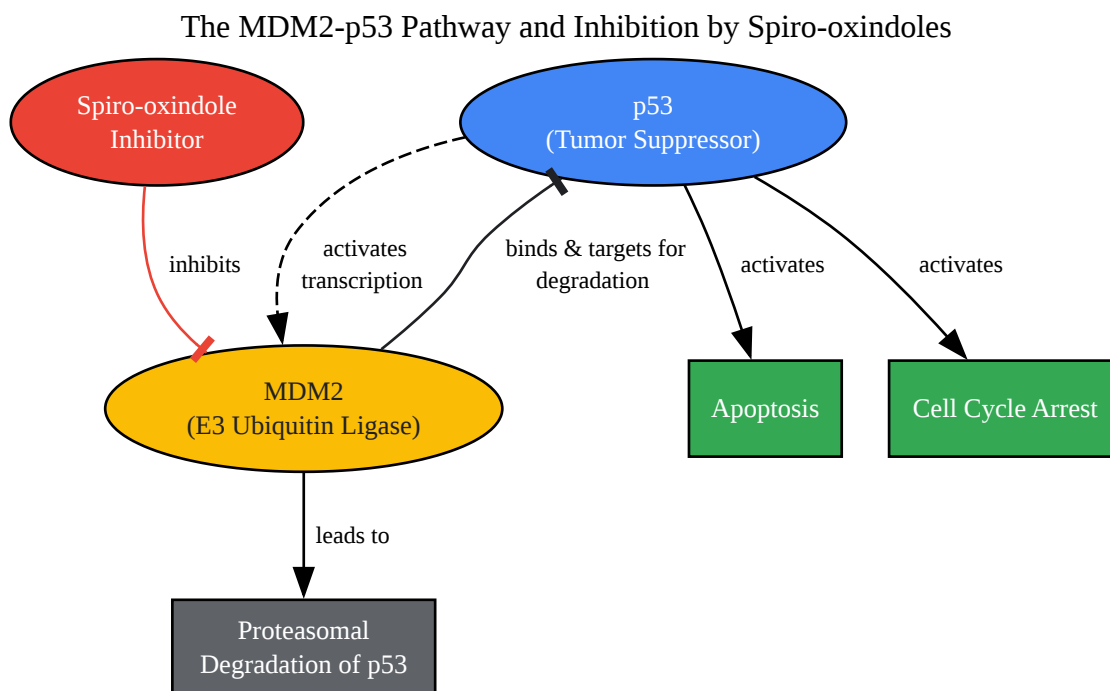 The MDM2-p53 Pathway and Inhibition by Spiro-oxindoles
Spiro-oxindole
Inhibitor
p53
(Tumor Suppressor)
inhibits
activates
transcription
binds & targets for
degradation
activates
activates
MDM2
(E3 Ubiquitin Ligase)
Apoptosis
Cell Cycle Arrest
leads to
Proteasomal
Degradation of p53